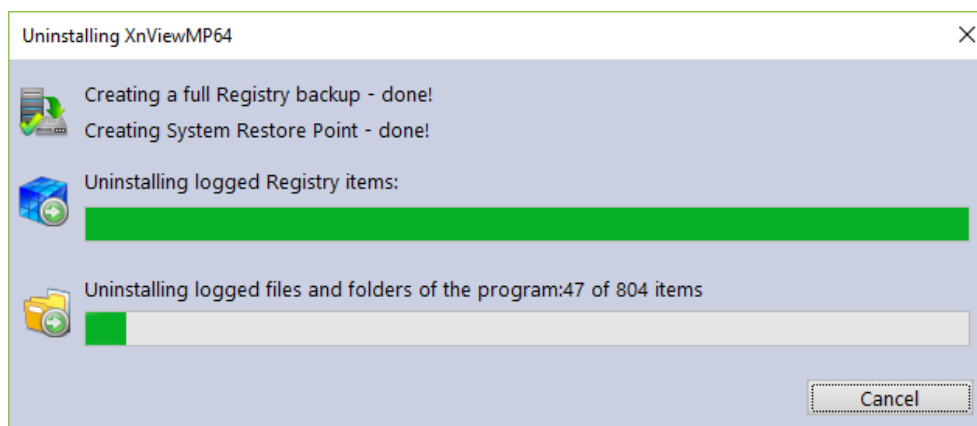 Uninstalling XnViewMP64
Creating a full Registry backup - done!
Creating System Restore Point - done!
Uninstalling logged Registry items:
Uninstalling logged files and folders of the program:47 of 804 items
Cancel